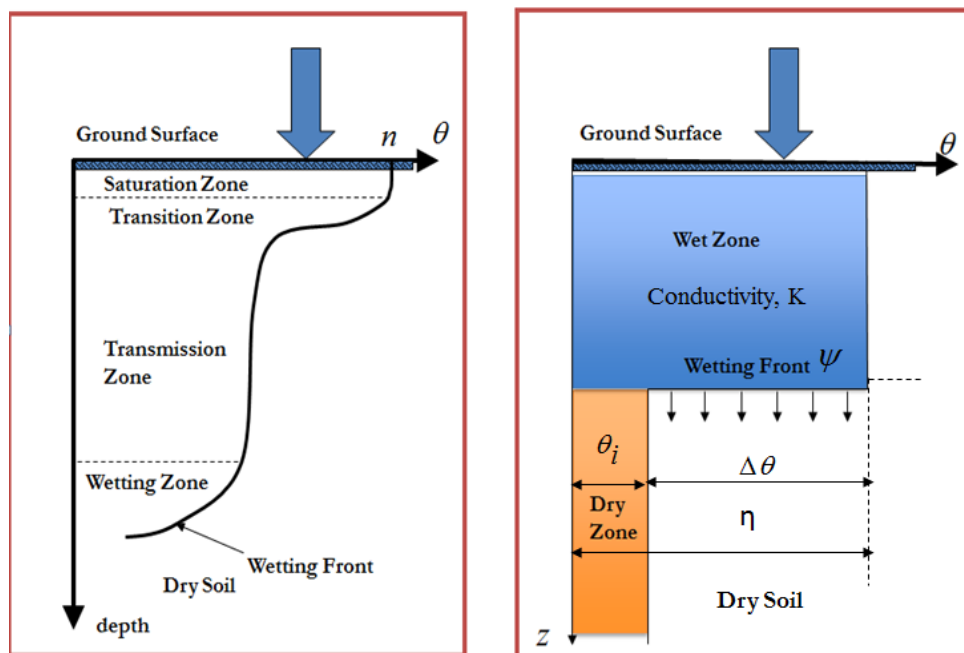 Ground Surface
n
θ
Saturation Zone
Transition Zone
Transmission
Zone
Wetting Zone
Wetting Front
Dry Soil
depth
Ground Surface
θ
Wet Zone
Conductivity, K
Wetting Front ψ
θi
Δθ
Dry
Zone
η
Dry Soil
z